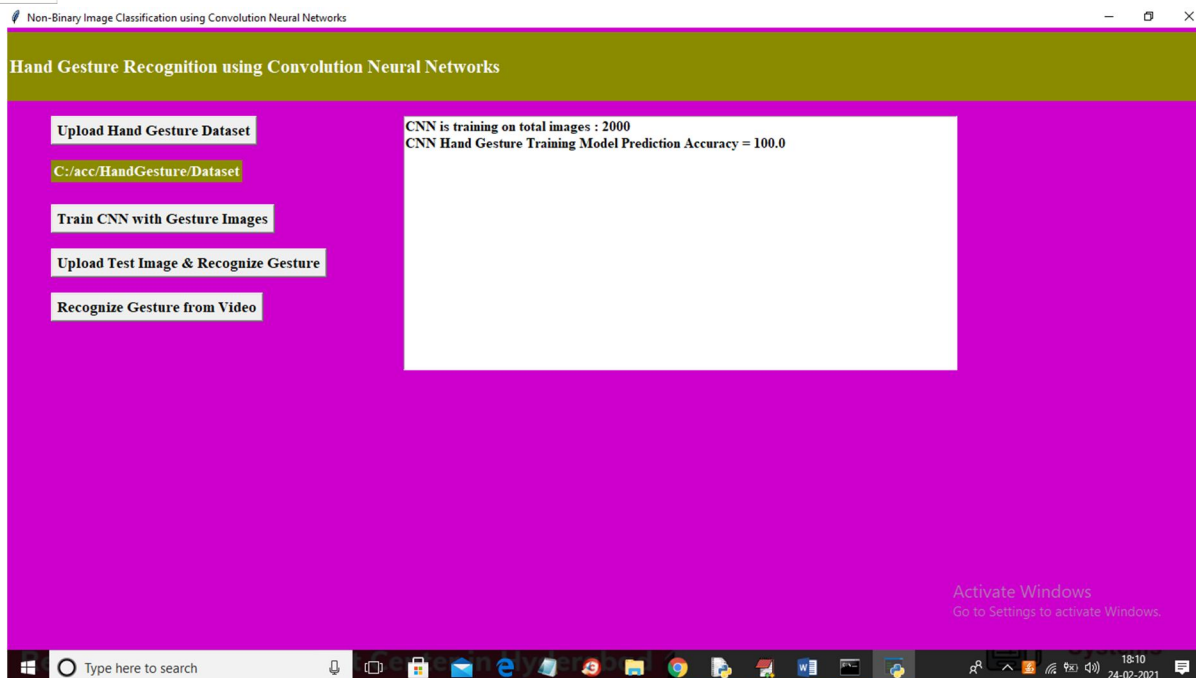 Non-Binary Image Classification using Convolution Neural Networks
Hand Gesture Recognition using Convolution Neural Networks
Upload Hand Gesture Dataset
C:/acc/HandGesture/Dataset
Train CNN with Gesture Images
Upload Test Image & Recognize Gesture
Recognize Gesture from Video
CNN is training on total images : 2000
CNN Hand Gesture Training Model Prediction Accuracy = 100.0
Activate Windows
Go to Settings to activate Windows.
Type here to search
18:10
24-02-2021